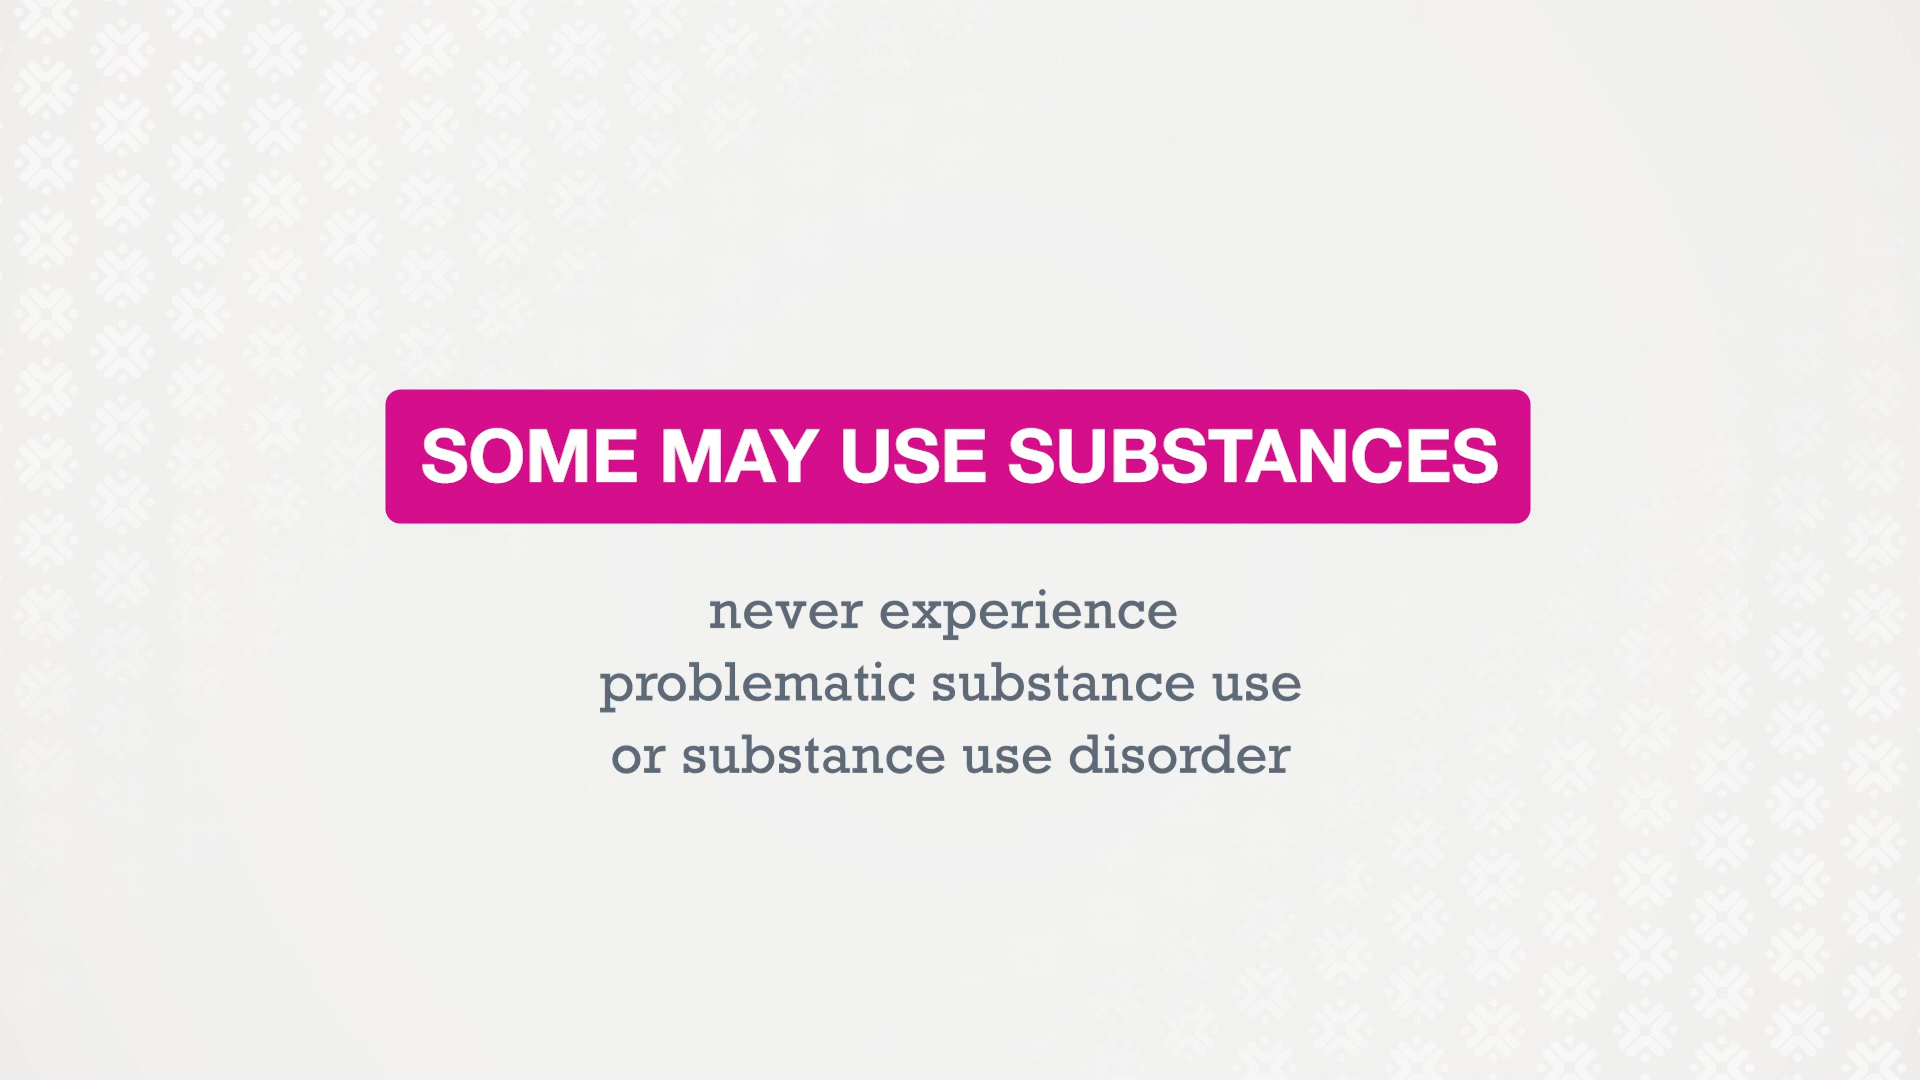 SOME MAY USE SUBSTANCES
never experience
problematic substance use
or substance use disorder